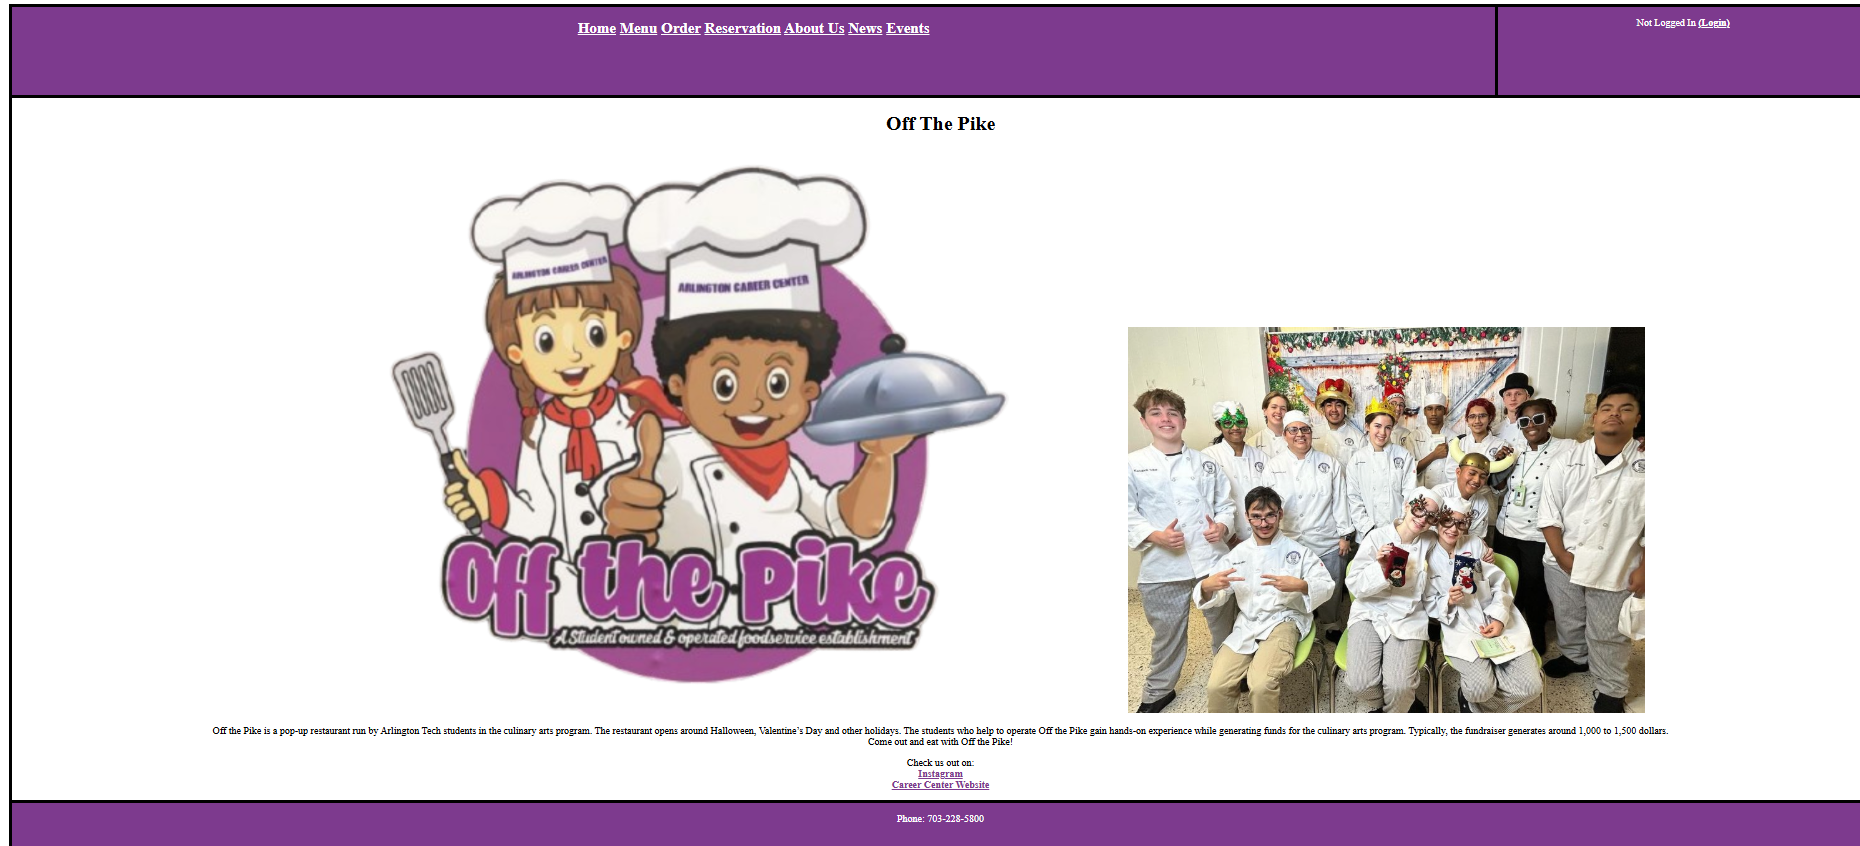 Home Menu Order Reservation About Us News Events
Not Logged In (Login)
Off The Pike
ARLINGTON CAREER CENTER
ARLINGTON CAREER CENTER
Off the Pike
A Student owned & operated foodservice establishment
Off the Pike is a pop-up restaurant run by Arlington Tech students in the culinary arts program. The restaurant opens around Halloween, Valentine’s Day and other holidays. The students who help to operate Off the Pike gain hands-on experience while generating funds for the culinary arts program. Typically, the fundraiser generates around 1,000 to 1,500 dollars.
Come out and eat with Off the Pike!
Check us out on:
Instagram
Career Center Website
Phone: 703-228-5800